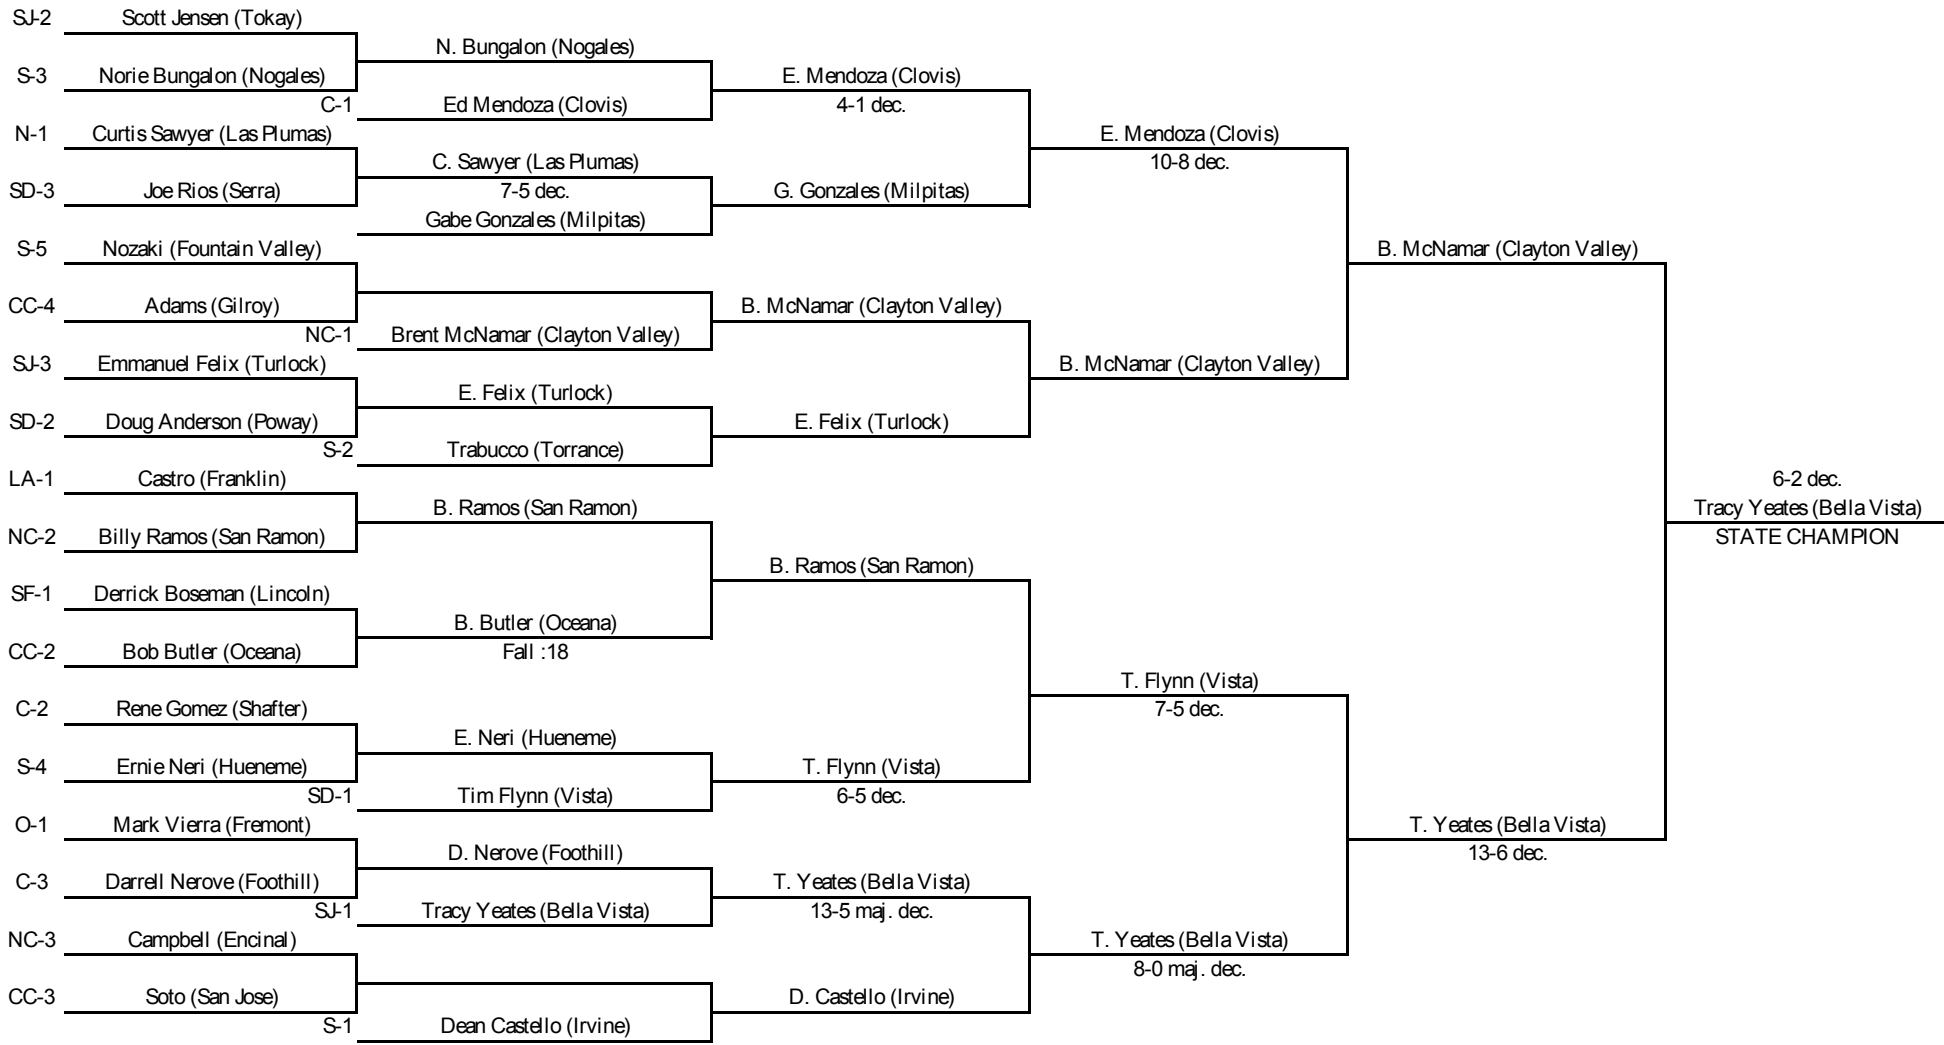 SJ-2 Scott Jensen (Tokay)
N. Bungalon (Nogales)
S-3 Norie Bungalon (Nogales) E. Mendoza (Clovis)
C-1 Ed Mendoza (Clovis) 4-1 dec.
N-1 Curtis Sawyer (Las Plumas) E. Mendoza (Clovis)
C. Sawyer (Las Plumas) 10-8 dec.
SD-3 Joe Rios (Serra) 7-5 dec. G. Gonzales (Milpitas)
Gabe Gonzales (Milpitas)
S-5 Nozaki (Fountain Valley) B. McNamar (Clayton Valley)
CC-4 Adams (Gilroy) B. McNamar (Clayton Valley)
NC-1 Brent McNamar (Clayton Valley)
SJ-3 Emmanuel Felix (Turlock) B. McNamar (Clayton Valley)
E. Felix (Turlock)
SD-2 Doug Anderson (Poway) E. Felix (Turlock)
S-2 Trabucco (Torrance)
LA-1 Castro (Franklin) 6-2 dec.
B. Ramos (San Ramon) Tracy Yeates (Bella Vista)
NC-2 Billy Ramos (San Ramon) STATE CHAMPION
B. Ramos (San Ramon)
SF-1 Derrick Boseman (Lincoln)
B. Butler (Oceana)
CC-2 Bob Butler (Oceana) Fall :18
T. Flynn (Vista)
C-2 Rene Gomez (Shafter) 7-5 dec.
E. Neri (Hueneme)
S-4 Ernie Neri (Hueneme) T. Flynn (Vista)
SD-1 Tim Flynn (Vista) 6-5 dec.
O-1 Mark Vierra (Fremont) T. Yeates (Bella Vista)
D. Nerove (Foothill) 13-6 dec.
C-3 Darrell Nerove (Foothill) T. Yeates (Bella Vista)
SJ-1 Tracy Yeates (Bella Vista) 13-5 maj. dec.
NC-3 Campbell (Encinal) T. Yeates (Bella Vista)
8-0 maj. dec.
CC-3 Soto (San Jose) D. Castello (Irvine)
S-1 Dean Castello (Irvine)